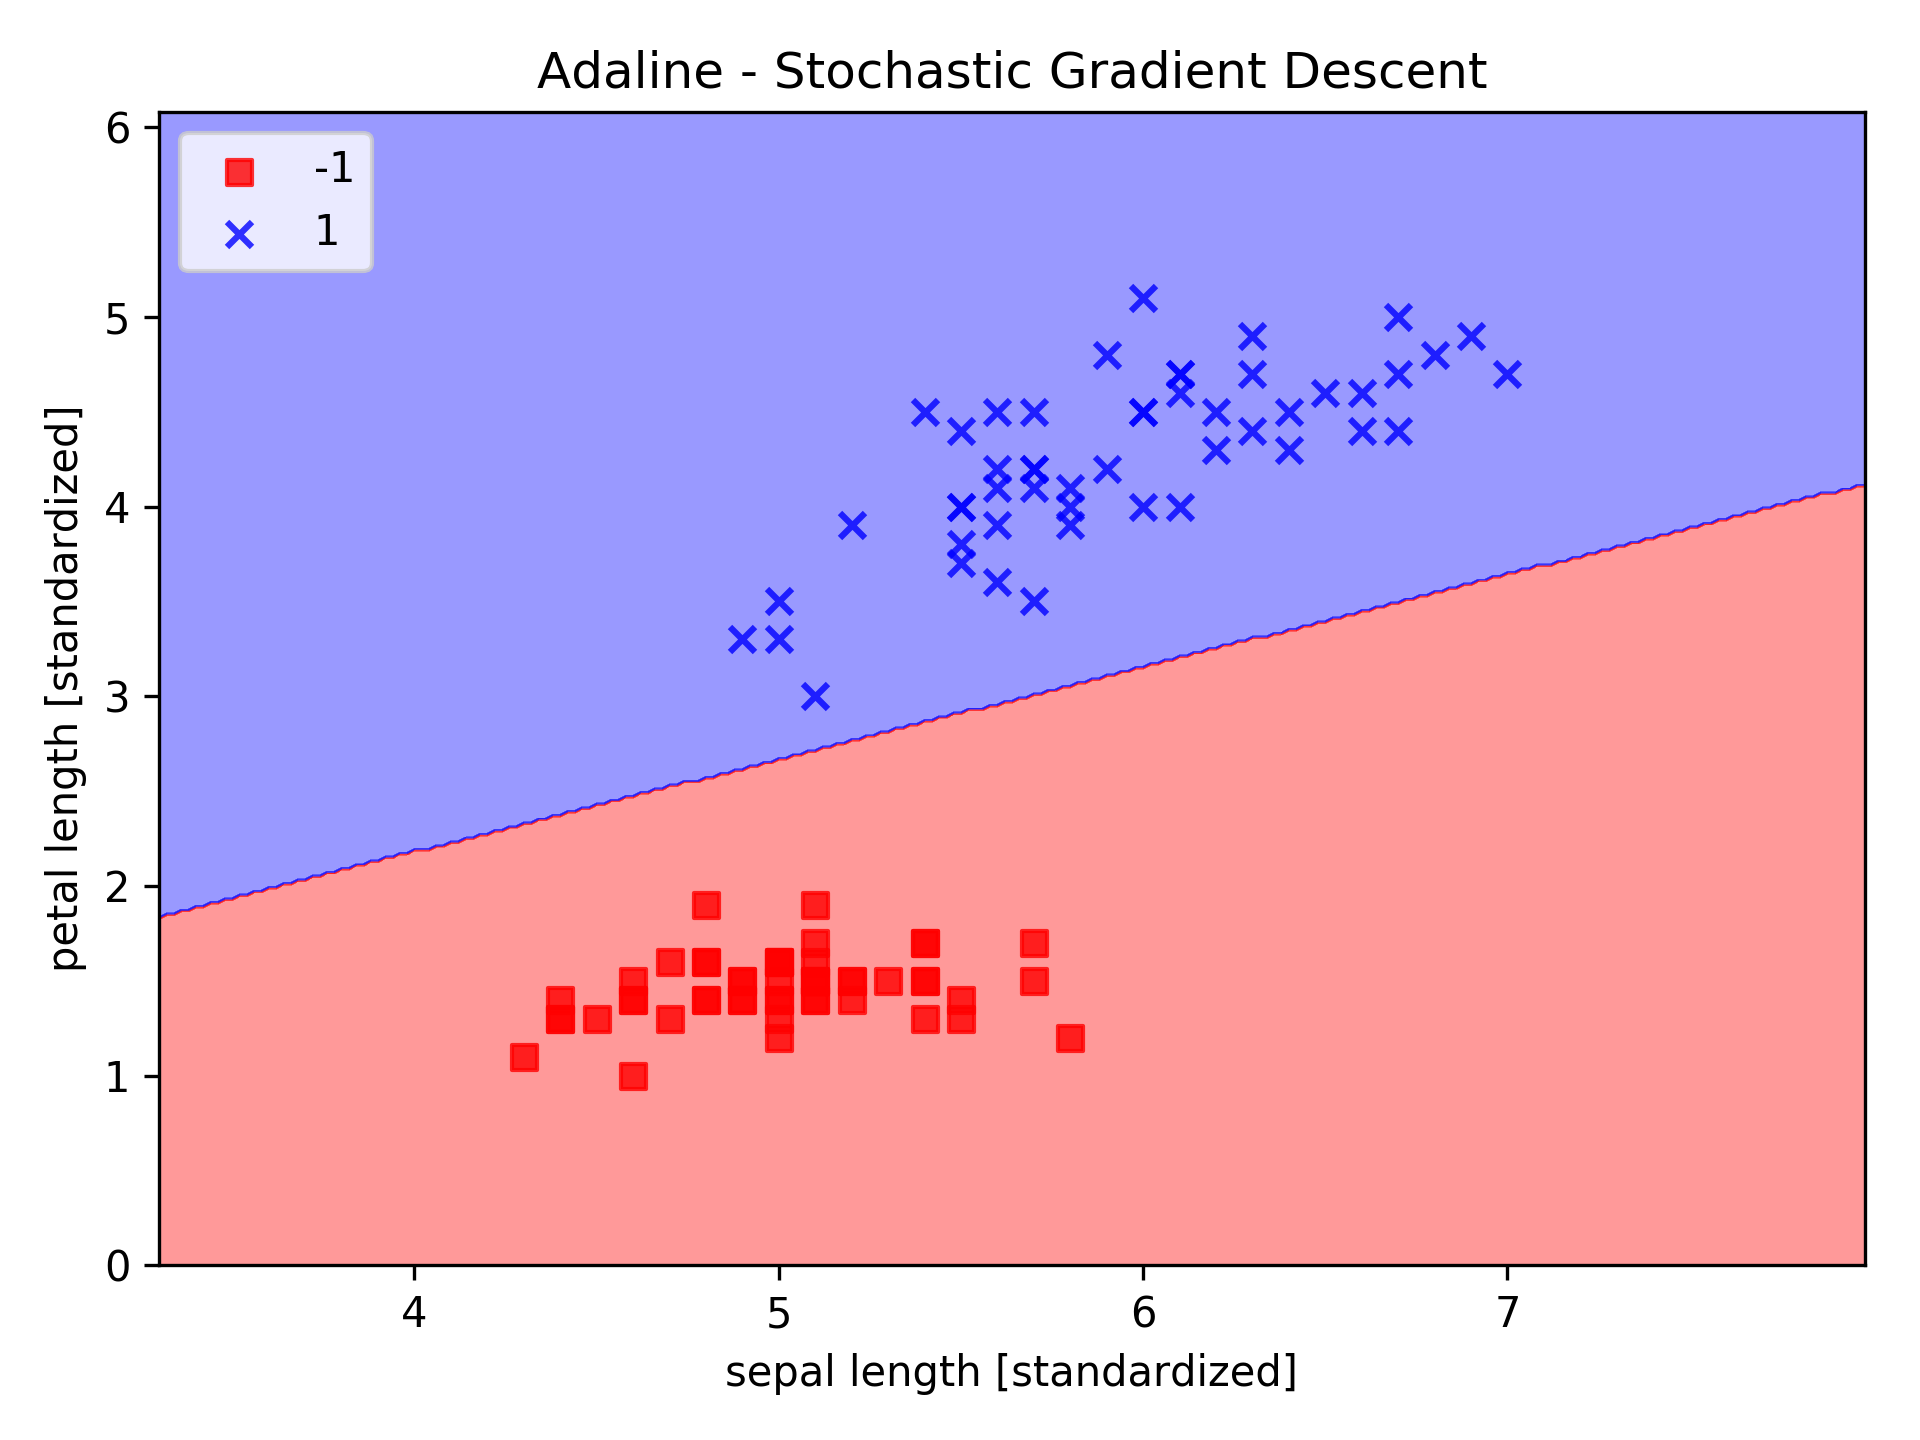 Adaline - Stochastic Gradient Descent
-1
1
petal length [standardized]
6
5
4
3
2
1
0
4 5 6 7
sepal length [standardized]